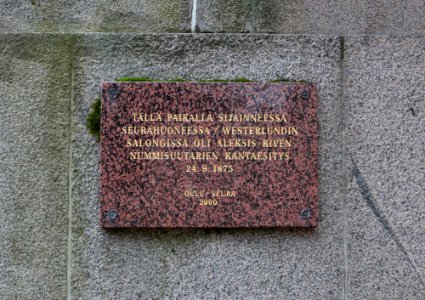 TÄLLÄ PAIKALLA SIJAINNEESSA
SEURAHUONEESSA / WESTERLUNDIN
SALONGISSA OLI ALEKSIS KIVEN
NUMMISUUTARIEN KANTAESITYS
24. 9. 1875
OULU-SEURA
2000